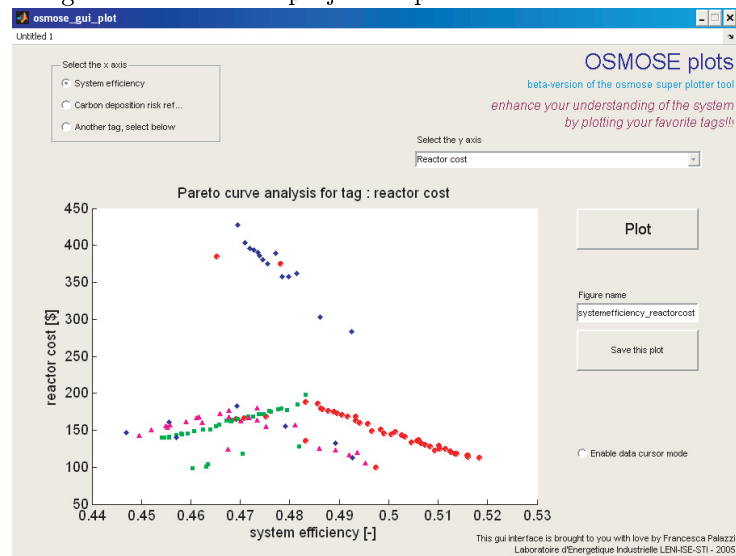 osmose_gui_plot
Untitled 1
Select the x axis
System efficiency
Carbon deposition risk ref...
Another tag, select below
OSMOSE plots
beta-version of the osmose super plotter tool
enhance your understanding of the system
by plotting your favorite tags!!!
Select the y axis
Reactor cost
Pareto curve analysis for tag : reactor cost
450
400
350
300
250
200
150
100
50
reactor cost [$]
0.44 0.45 0.46 0.47 0.48 0.49 0.5 0.51 0.52 0.53
system efficiency [-]
Plot
Figure name
systemefficiency_reactorcost
Save this plot
Enable data cursor mode
This gui interface is brought to you with love by Francesca Palazzi
Laboratoire d'Energetique Industrielle LENI-ISE-STI - 2005